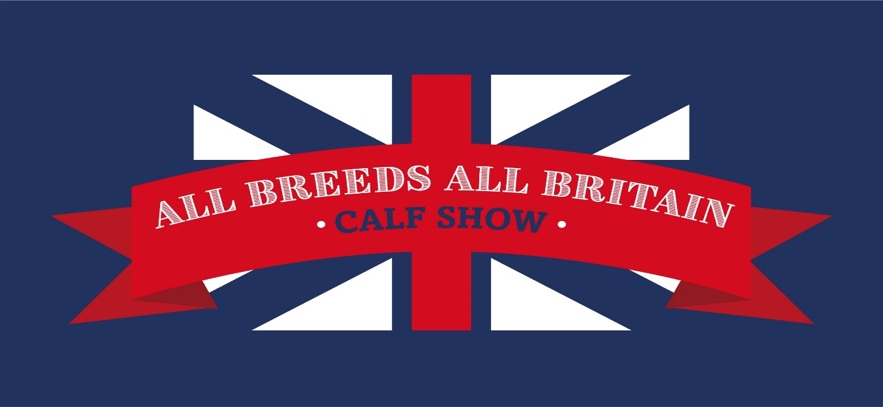 ALL BREEDS ALL BRITAIN
• CALF SHOW •